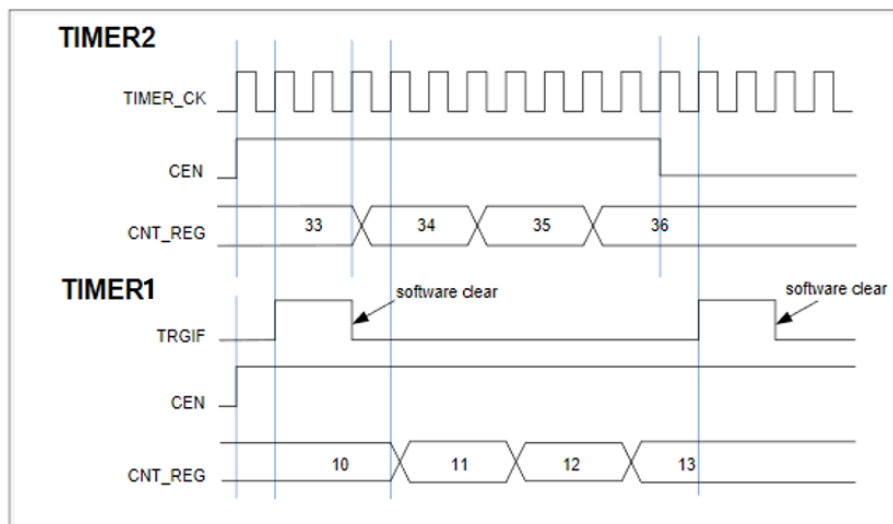 TIMER2
TIMER_CK
CEN
CNT_REG 33 34 35 36
TIMER1
software clear software clear
TRGIF
CEN
CNT_REG 10 11 12 13